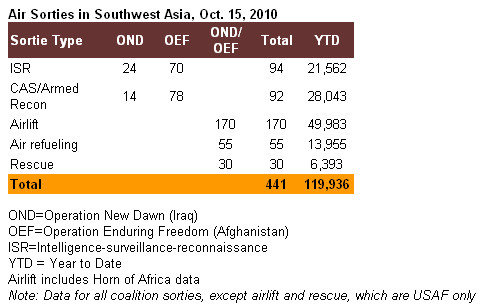 Air Sorties in Southwest Asia, Oct. 15, 2010
Sortie Type OND OEF OND/ OEF Total YTD
ISR 24 70 94 21,562
CAS/Armed Recon 14 78 92 28,043
Airlift 170 170 49,983
Air refueling 55 55 13,955
Rescue 30 30 6,393
Total 441 119,936
OND=Operation New Dawn (Iraq)
OEF=Operation Enduring Freedom (Afghanistan)
ISR=Intelligence-surveillance-reconnaissance
YTD = Year to Date
Airlift includes Horn of Africa data
Note: Data for all coalition sorties, except airlift and rescue, which are USAF only